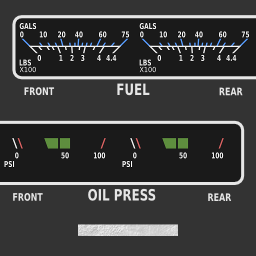 GALS GALS
0 10 20 40 60 75 0 10 20 40 60 75
LBS 0 1 2 3 4 4.4 LBS 0 1 2 3 4 4.4
X100 X100
FRONT FUEL REAR
0 50 100 0 50 100
PSI PSI
FRONT OIL PRESS REAR